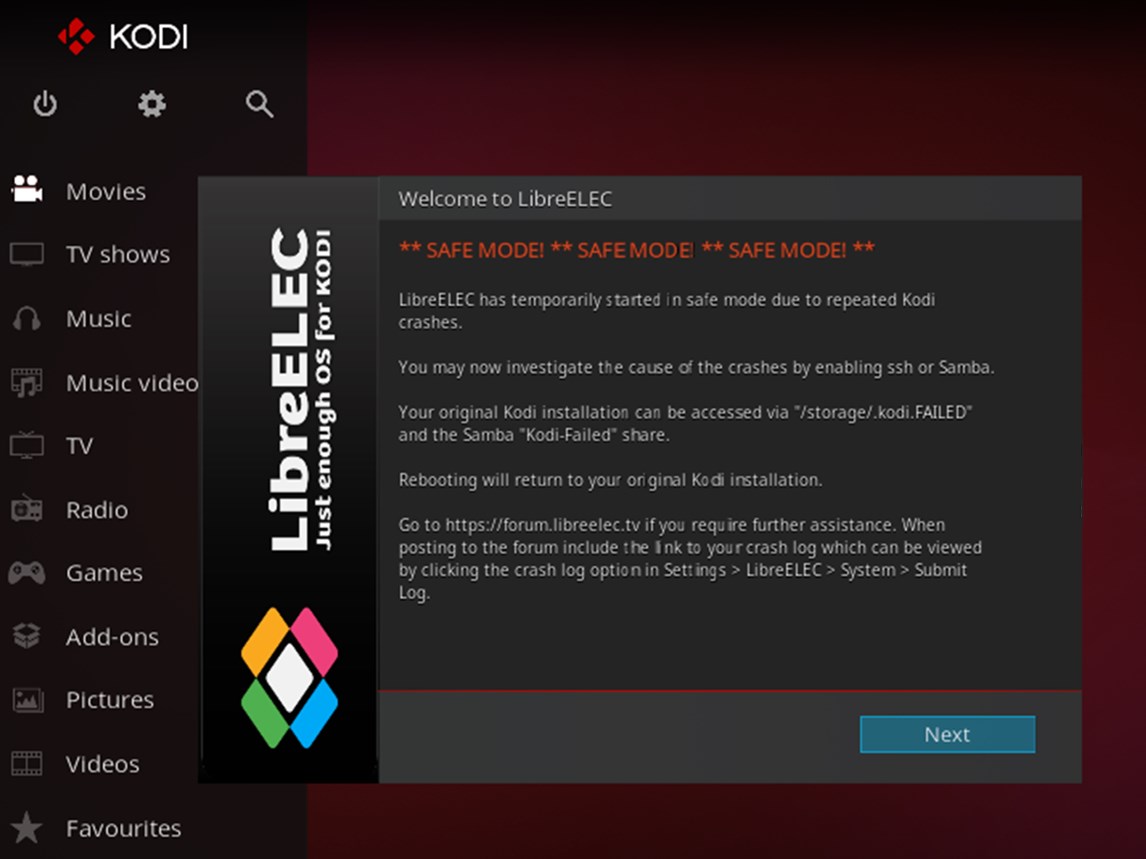 KODI
Movies
TV shows
Music
Music video
TV
Radio
Games
Add-ons
Pictures
Videos
Favourites
LibreELEC
Just enough OS for KODI
Welcome to LibreELEC
** SAFE MODE! ** SAFE MODE! ** SAFE MODE! **
LibreELEC has temporarily started in safe mode due to repeated Kodi
crashes.
You may now investigate the cause of the crashes by enabling ssh or Samba.
Your original Kodi installation can be accessed via "/storage/.kodi.FAILED"
and the Samba "Kodi-Failed" share.
Rebooting will return to your original Kodi installation.
Go to https://forum.libreelec.tv if you require further assistance. When
posting to the forum include the link to your crash log which can be viewed
by clicking the crash log option in Settings > LibreELEC > System > Submit
Log.
Next